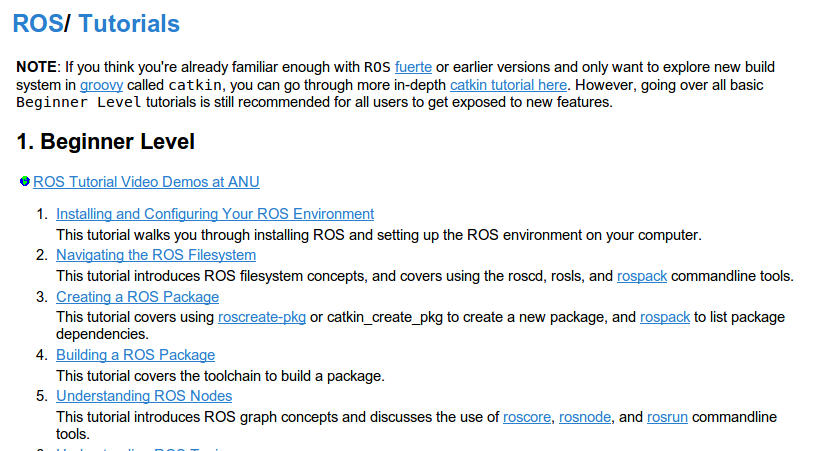 ROS/ Tutorials
NOTE: If you think you're already familiar enough with ROS fuerte or earlier versions and only want to explore new build
system in groovy called catkin, you can go through more in-depth catkin tutorial here. However, going over all basic
Beginner Level tutorials is still recommended for all users to get exposed to new features.
1. Beginner Level
ROS Tutorial Video Demos at ANU
1. Installing and Configuring Your ROS Environment
This tutorial walks you through installing ROS and setting up the ROS environment on your computer.
2. Navigating the ROS Filesystem
This tutorial introduces ROS filesystem concepts, and covers using the roscd, rosls, and rospack commandline tools.
3. Creating a ROS Package
This tutorial covers using roscreate-pkg or catkin_create_pkg to create a new package, and rospack to list package
dependencies.
4. Building a ROS Package
This tutorial covers the toolchain to build a package.
5. Understanding ROS Nodes
This tutorial introduces ROS graph concepts and discusses the use of roscore, rosnode, and rosrun commandline
tools.